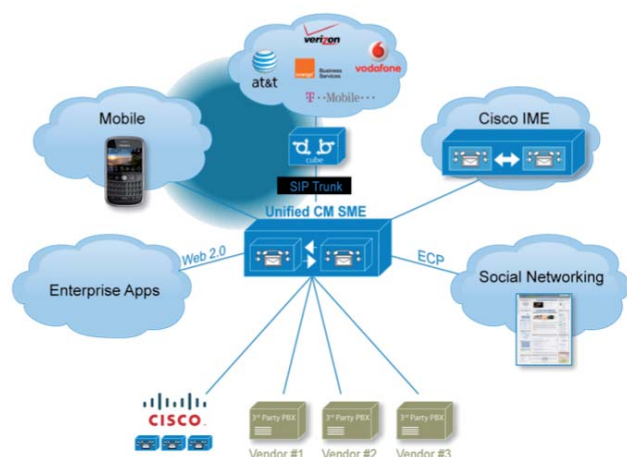 verizon
at&t
orange
Business
Services
vodafone
T··Mobile···
Mobile
cube
SIP Trunk
Cisco IME
Unified CM SME
Web 2.0
ECP
Enterprise Apps
Social Networking
CISCO
3rd Party PBX
3rd Party PBX
3rd Party PBX
Vendor #1
Vendor #2
Vendor #3